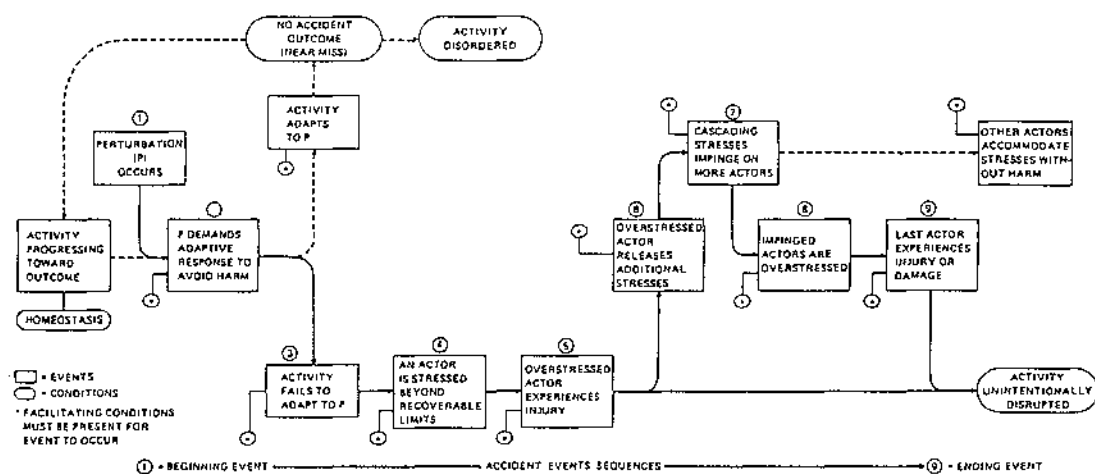 NO ACCIDENT
OUTCOME
(NEAR MISS)
ACTIVITY
DISORDERED
ACTIVITY
ADAPTS
TO P
*
1
PERTURBATION
(P)
OCCURS
ACTIVITY
PROGRESSING
TOWARD
OUTCOME
HOMEOSTASIS
P DEMANDS
ADAPTIVE
RESPONSE TO
AVOID HARM
*
3
ACTIVITY
FAILS TO
ADAPT TO P
*
4
AN ACTOR
IS STRESSED
BEYOND
RECOVERABLE
LIMITS
*
5
OVERSTRESSED
ACTOR
EXPERIENCES
INJURY
*
OVERSTRESSED
ACTOR
RELEASES
ADDITIONAL
STRESSES
*
7
CASCADING
STRESSES
IMPINGE ON
MORE ACTORS
*
OTHER ACTORS
ACCOMMODATE
STRESSES WITH-
OUT HARM
*
8
IMPINGED
ACTORS ARE
OVERSTRESSED
*
9
LAST ACTOR
EXPERIENCES
INJURY OR
DAMAGE
*
ACTIVITY
UNINTENTIONALLY
DISRUPTED
= EVENTS
= CONDITIONS
* FACILITATING CONDITIONS
MUST BE PRESENT FOR
EVENT TO OCCUR
1 = BEGINNING EVENT ACCIDENT EVENTS SEQUENCES 9 = ENDING EVENT